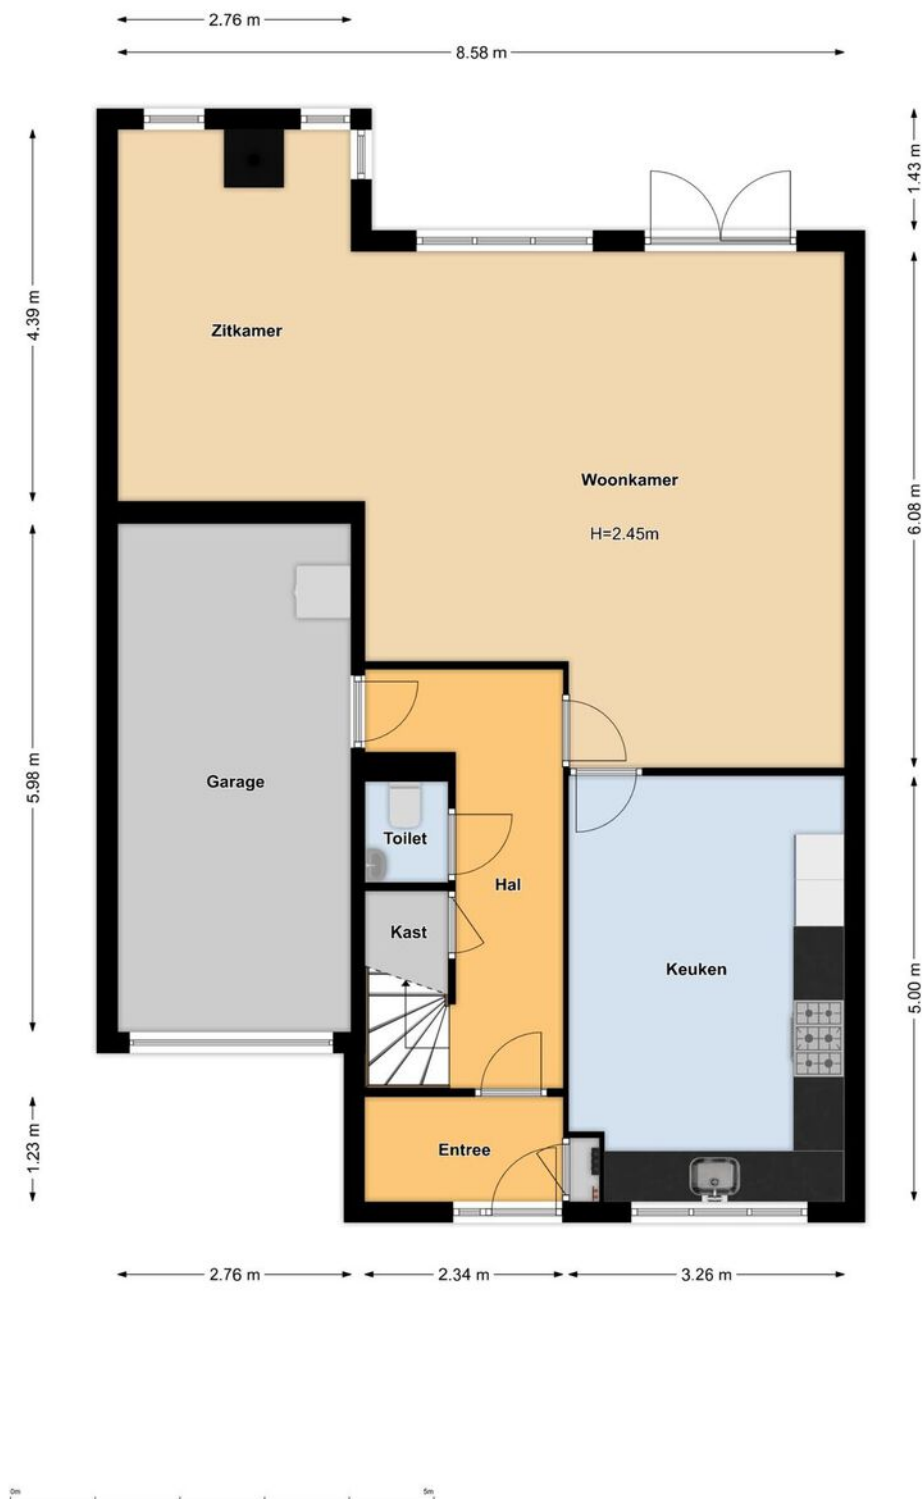 2.76 m
8.58 m
1.43 m
4.39 m
Zitkamer
Woonkamer
H=2.45m
6.08 m
Garage
5.98 m
Toilet
Hal
Kast
Keuken
5.00 m
Entree
1.23 m
2.76 m
2.34 m
3.26 m
0m
5m